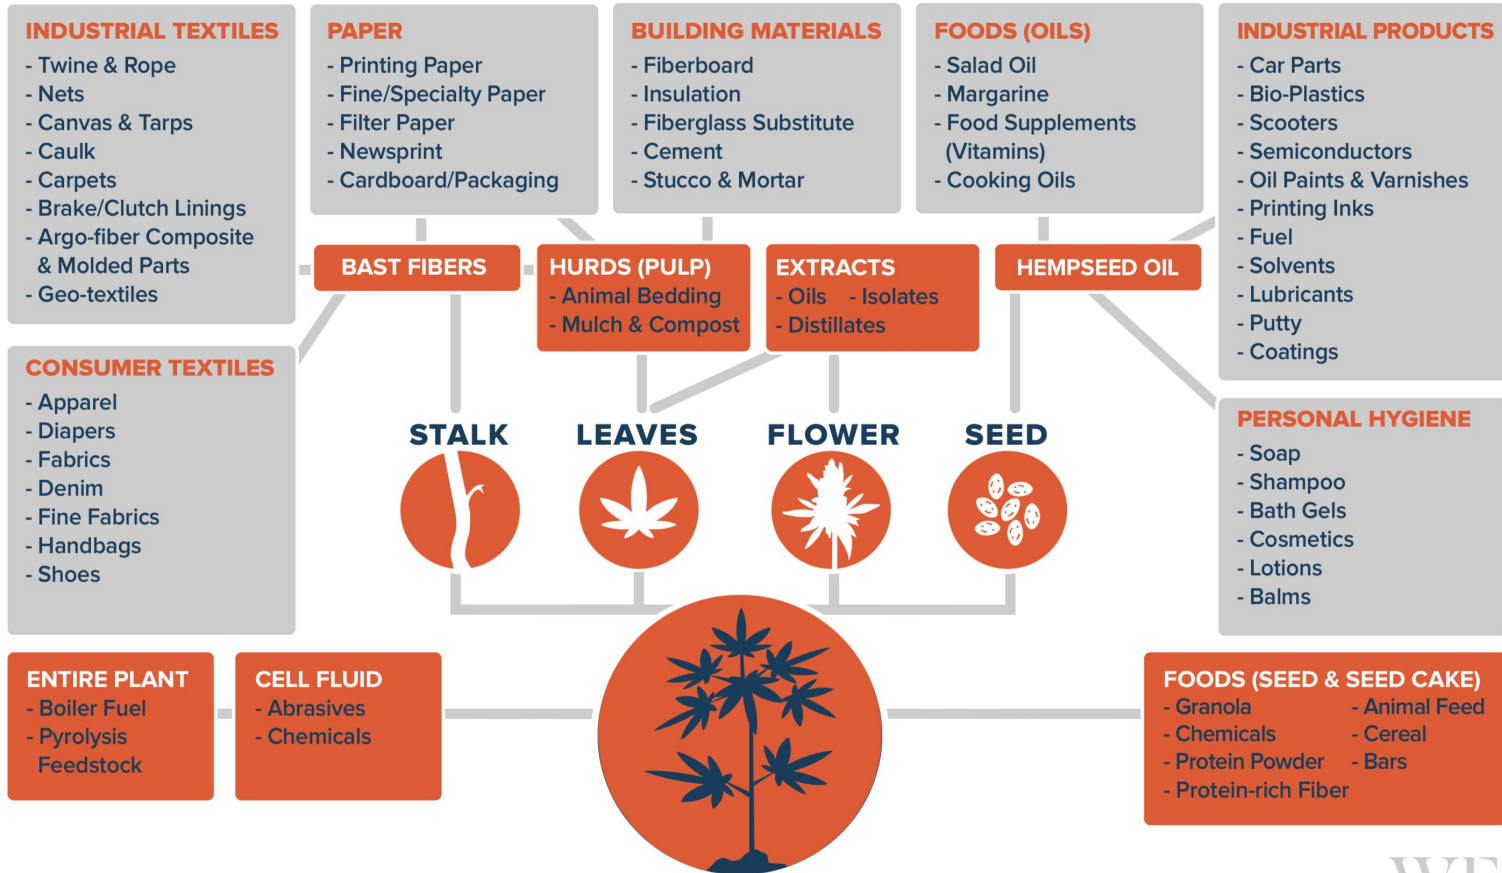 INDUSTRIAL TEXTILES
- Twine & Rope
- Nets
- Canvas & Tarps
- Caulk
- Carpets
- Brake/Clutch Linings
- Argo-fiber Composite
& Molded Parts
- Geo-textiles
PAPER
- Printing Paper
- Fine/Specialty Paper
- Filter Paper
- Newsprint
- Cardboard/Packaging
BUILDING MATERIALS
- Fiberboard
- Insulation
- Fiberglass Substitute
- Cement
- Stucco & Mortar
FOODS (OILS)
- Salad Oil
- Margarine
- Food Supplements
(Vitamins)
- Cooking Oils
INDUSTRIAL PRODUCTS
- Car Parts
- Bio-Plastics
- Scooters
- Semiconductors
- Oil Paints & Varnishes
- Printing Inks
- Fuel
- Solvents
- Lubricants
- Putty
- Coatings
BAST FIBERS
HURDS (PULP)
- Animal Bedding
- Mulch & Compost
EXTRACTS
- Oils - Isolates
- Distillates
HEMPSEED OIL
CONSUMER TEXTILES
- Apparel
- Diapers
- Fabrics
- Denim
- Fine Fabrics
- Handbags
- Shoes
STALK
LEAVES
FLOWER
SEED
PERSONAL HYGIENE
- Soap
- Shampoo
- Bath Gels
- Cosmetics
- Lotions
- Balms
ENTIRE PLANT
- Boiler Fuel
- Pyrolysis
Feedstock
CELL FLUID
- Abrasives
- Chemicals
FOODS (SEED & SEED CAKE)
- Granola - Animal Feed
- Chemicals - Cereal
- Protein Powder - Bars
- Protein-rich Fiber